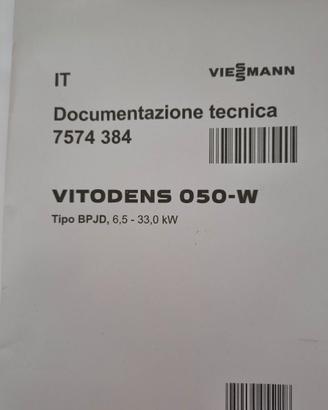 IT
VIESSMANN
Documentazione tecnica
7574 384
VITODENS 050-W
Tipo BPJD, 6,5 - 33,0 kW